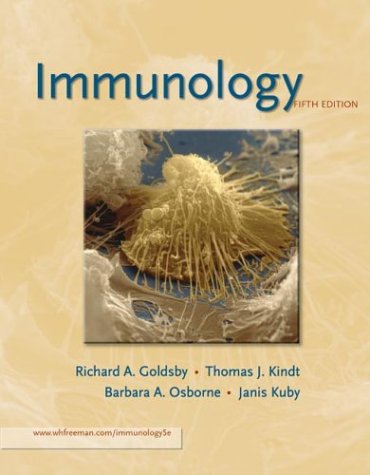 Immunology
FIFTH EDITION
Richard A. Goldsby • Thomas J. Kindt
Barbara A. Osborne • Janis Kuby
www.whfreeman.com/immunology5e